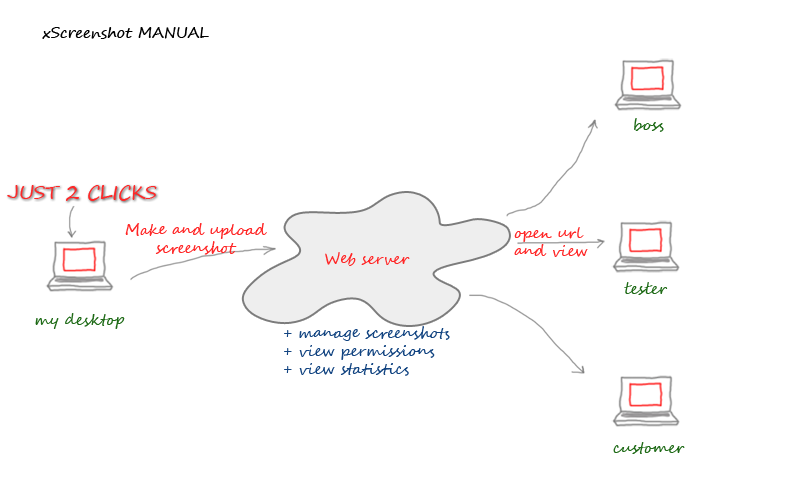 xScreenshot MANUAL
boss
JUST 2 CLICKS
Make and upload
screenshot
my desktop
Web server
+ manage screenshots
+ view permissions
+ view statistics
open url
and view
tester
customer